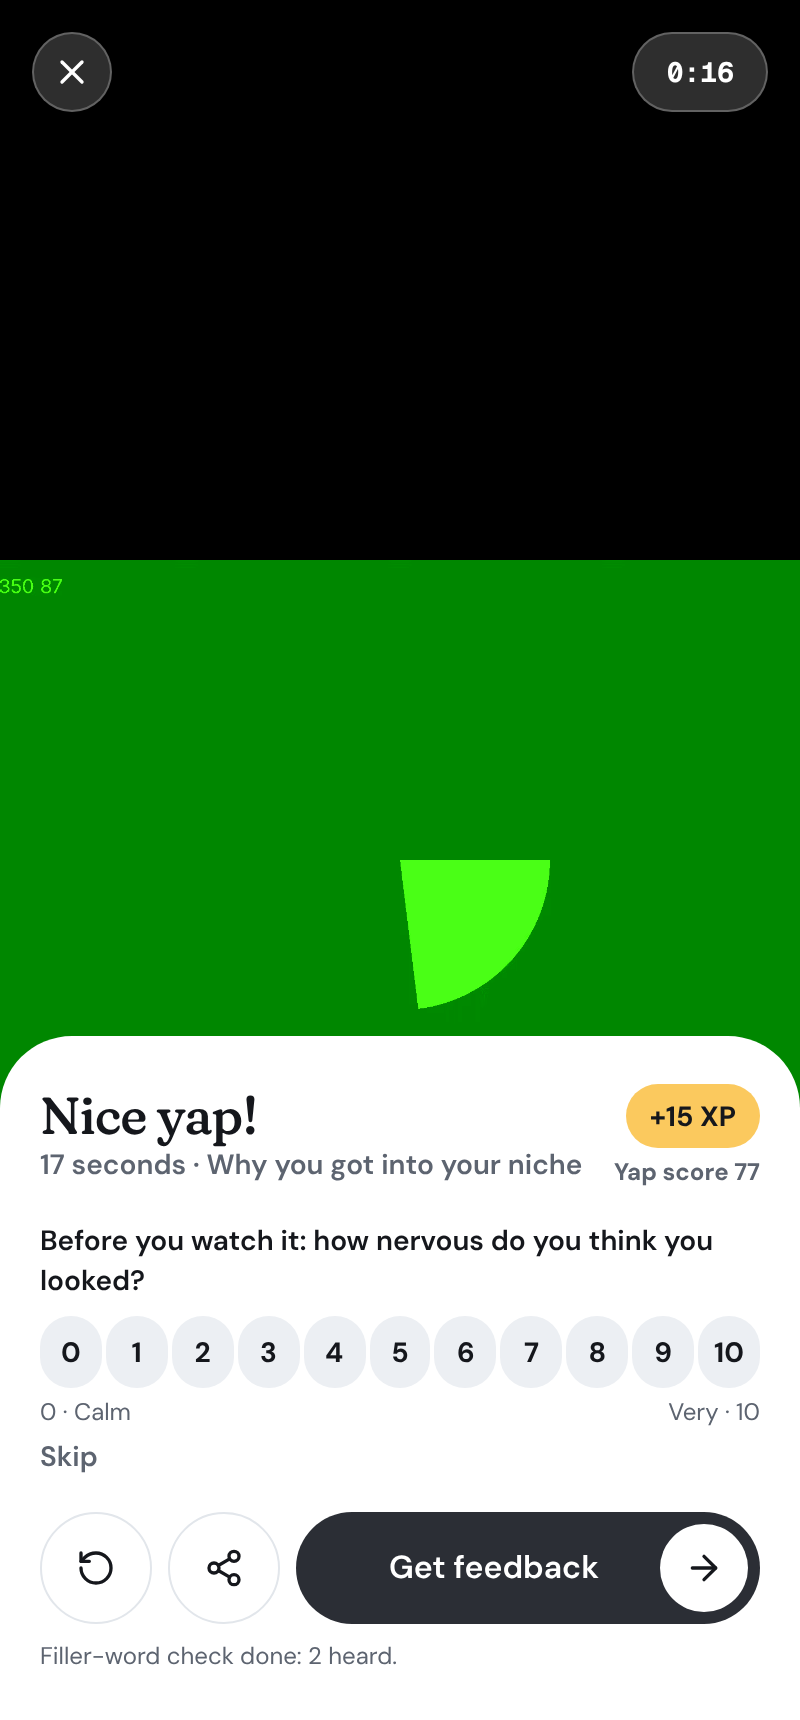 0:16
350 87
Nice yap!
+15 XP
17 seconds · Why you got into your niche
Yap score 77
Before you watch it: how nervous do you think you
looked?
0 1 2 3 4 5 6 7 8 9 10
0 · Calm
Very · 10
Skip
Get feedback
Filler-word check done: 2 heard.